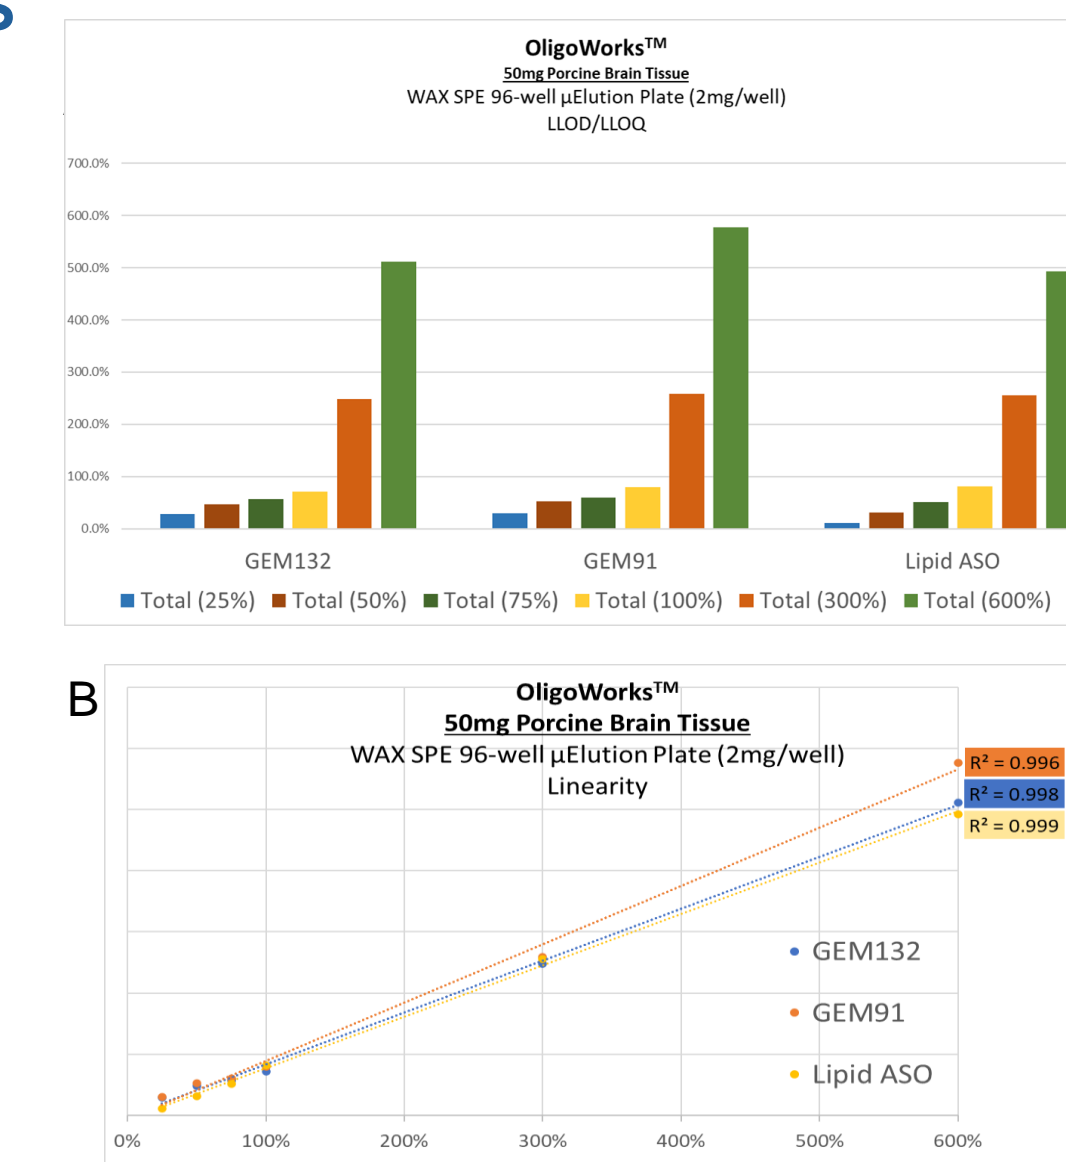 S
OligoWorks™
50mg Porcine Brain Tissue
WAX SPE 96-well µElution Plate (2mg/well)
LLOD/LLOQ
700.0%
600.0%
500.0%
400.0%
300.0%
200.0%
100.0%
0.0%
GEM132 GEM91 Lipid ASO
Total (25%) Total (50%) Total (75%) Total (100%) Total (300%) Total (600%)
B
OligoWorks™
50mg Porcine Brain Tissue
WAX SPE 96-well µElution Plate (2mg/well)
Linearity
R² = 0.996
R² = 0.998
R² = 0.999
GEM132
GEM91
Lipid ASO
0% 100% 200% 300% 400% 500% 600%